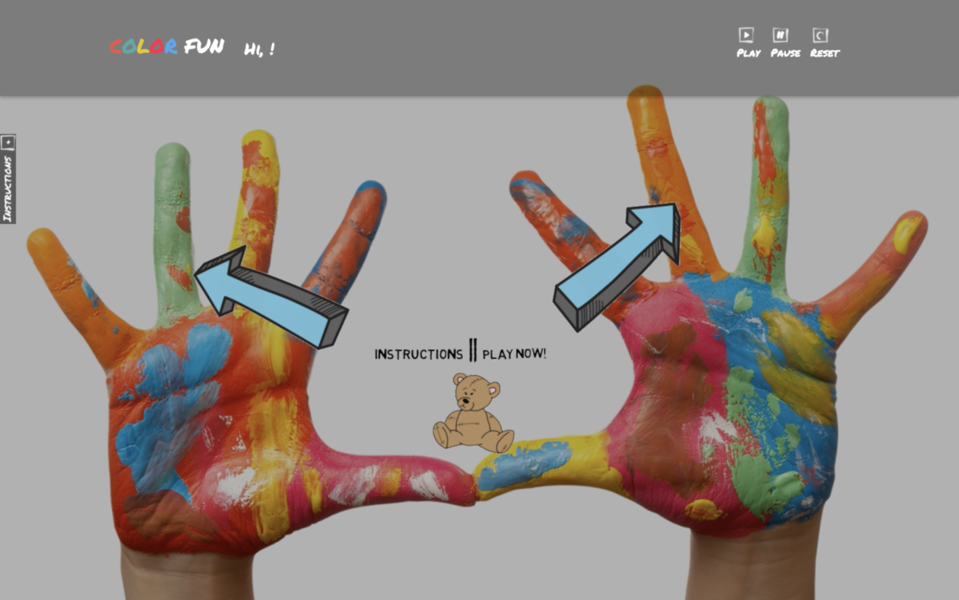 COLOR FUN
Hi, !
Play
Pause
Reset
Instructions
INSTRUCTIONS || PLAY NOW!